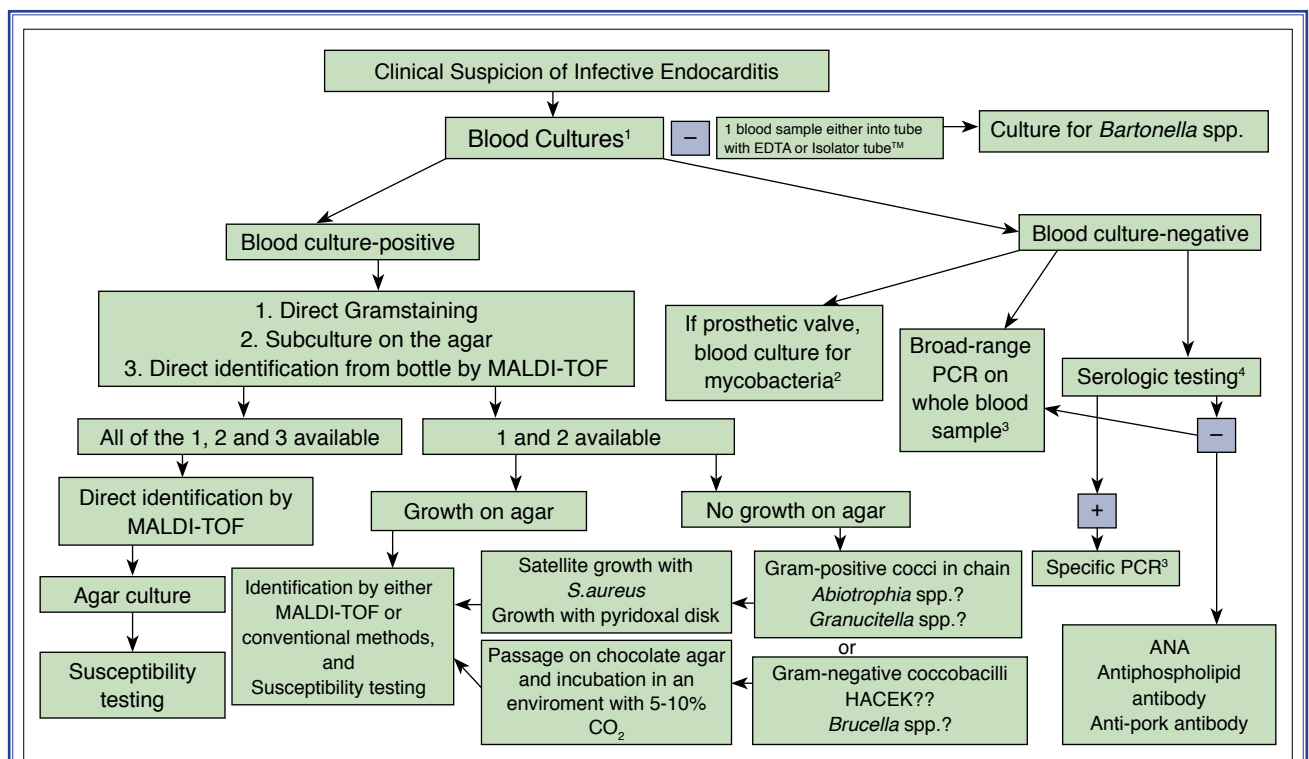 Clinical Suspicion of Infective Endocarditis
Blood Cultures1
–
1 blood sample either into tube
with EDTA or Isolator tube™
Culture for Bartonella spp.
Blood culture-positive
Blood culture-negative
1. Direct Gramstaining
2. Subculture on the agar
3. Direct identification from bottle by MALDI-TOF
If prosthetic valve,
blood culture for
mycobacteria2
Broad-range
PCR on
whole blood
sample3
Serologic testing4
–
All of the 1, 2 and 3 available
1 and 2 available
Direct identification by
MALDI-TOF
Growth on agar
No growth on agar
+
Specific PCR3
Agar culture
Susceptibility
testing
Identification by either
MALDI-TOF or
conventional methods,
and
Susceptibility testing
Satellite growth with
S.aureus
Growth with pyridoxal disk
Gram-positive cocci in chain
Abiotrophia spp.?
Granucitella spp.?
or
Passage on chocolate agar
and incubation in an
enviroment with 5-10%
CO2
Gram-negative coccobacilli
HACEK??
Brucella spp.?
ANA
Antiphospholipid
antibody
Anti-pork antibody